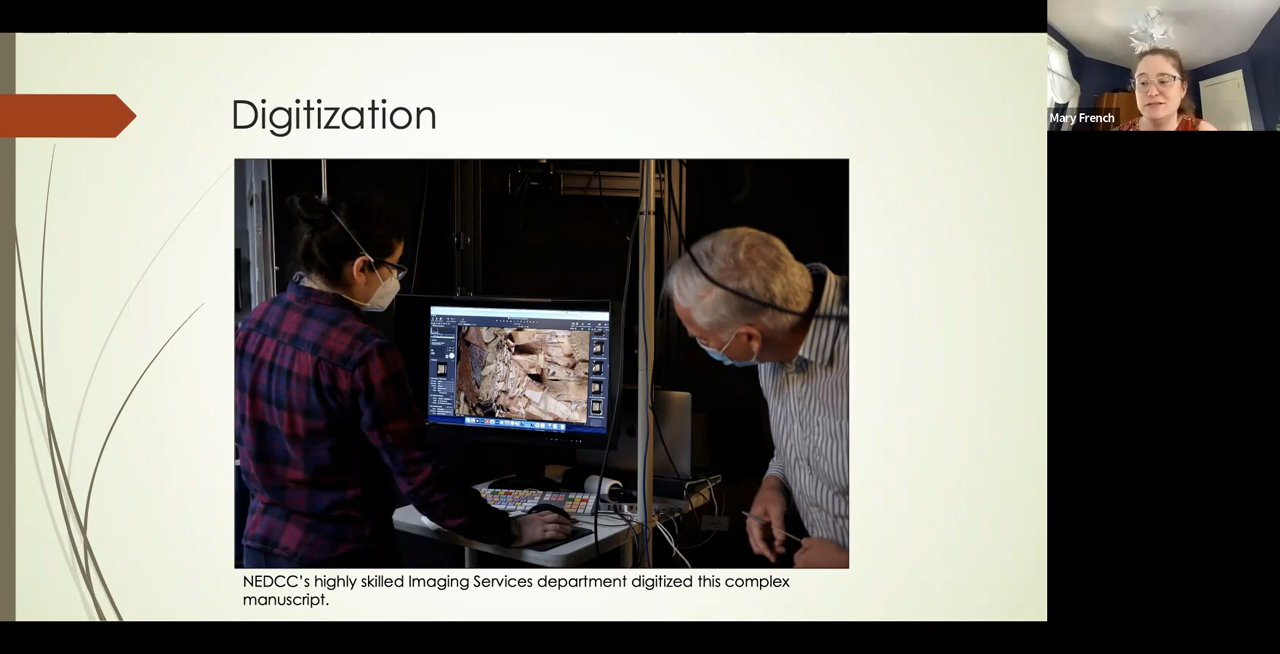 Digitization
Mary French
NEDCC's highly skilled Imaging Services department digitized this complex
manuscript.